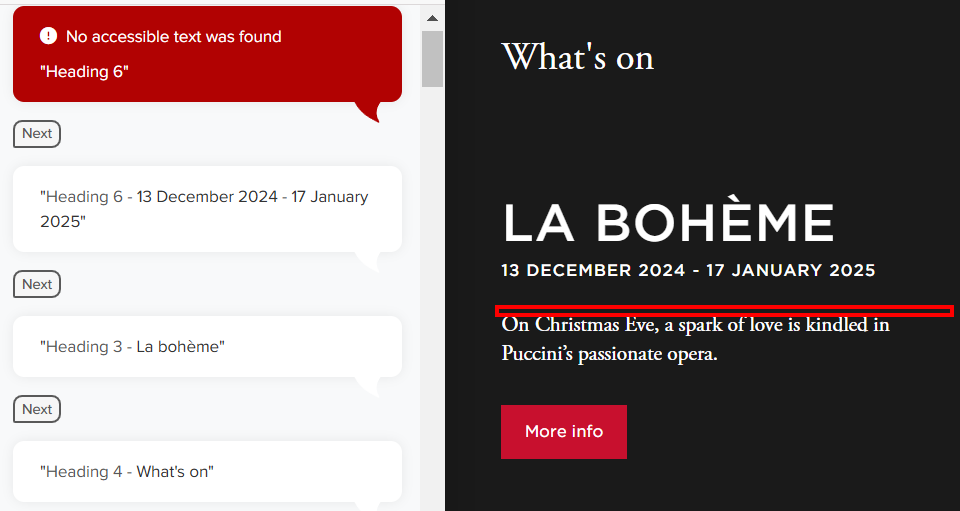 No accessible text was found
"Heading 6"
Next
"Heading 6 - 13 December 2024 - 17 January
2025"
Next
"Heading 3 - La bohème"
Next
"Heading 4 - What's on"
What's on
LA BOHÈME
13 DECEMBER 2024 - 17 JANUARY 2025
On Christmas Eve, a spark of love is kindled in
Puccini’s passionate opera.
More info